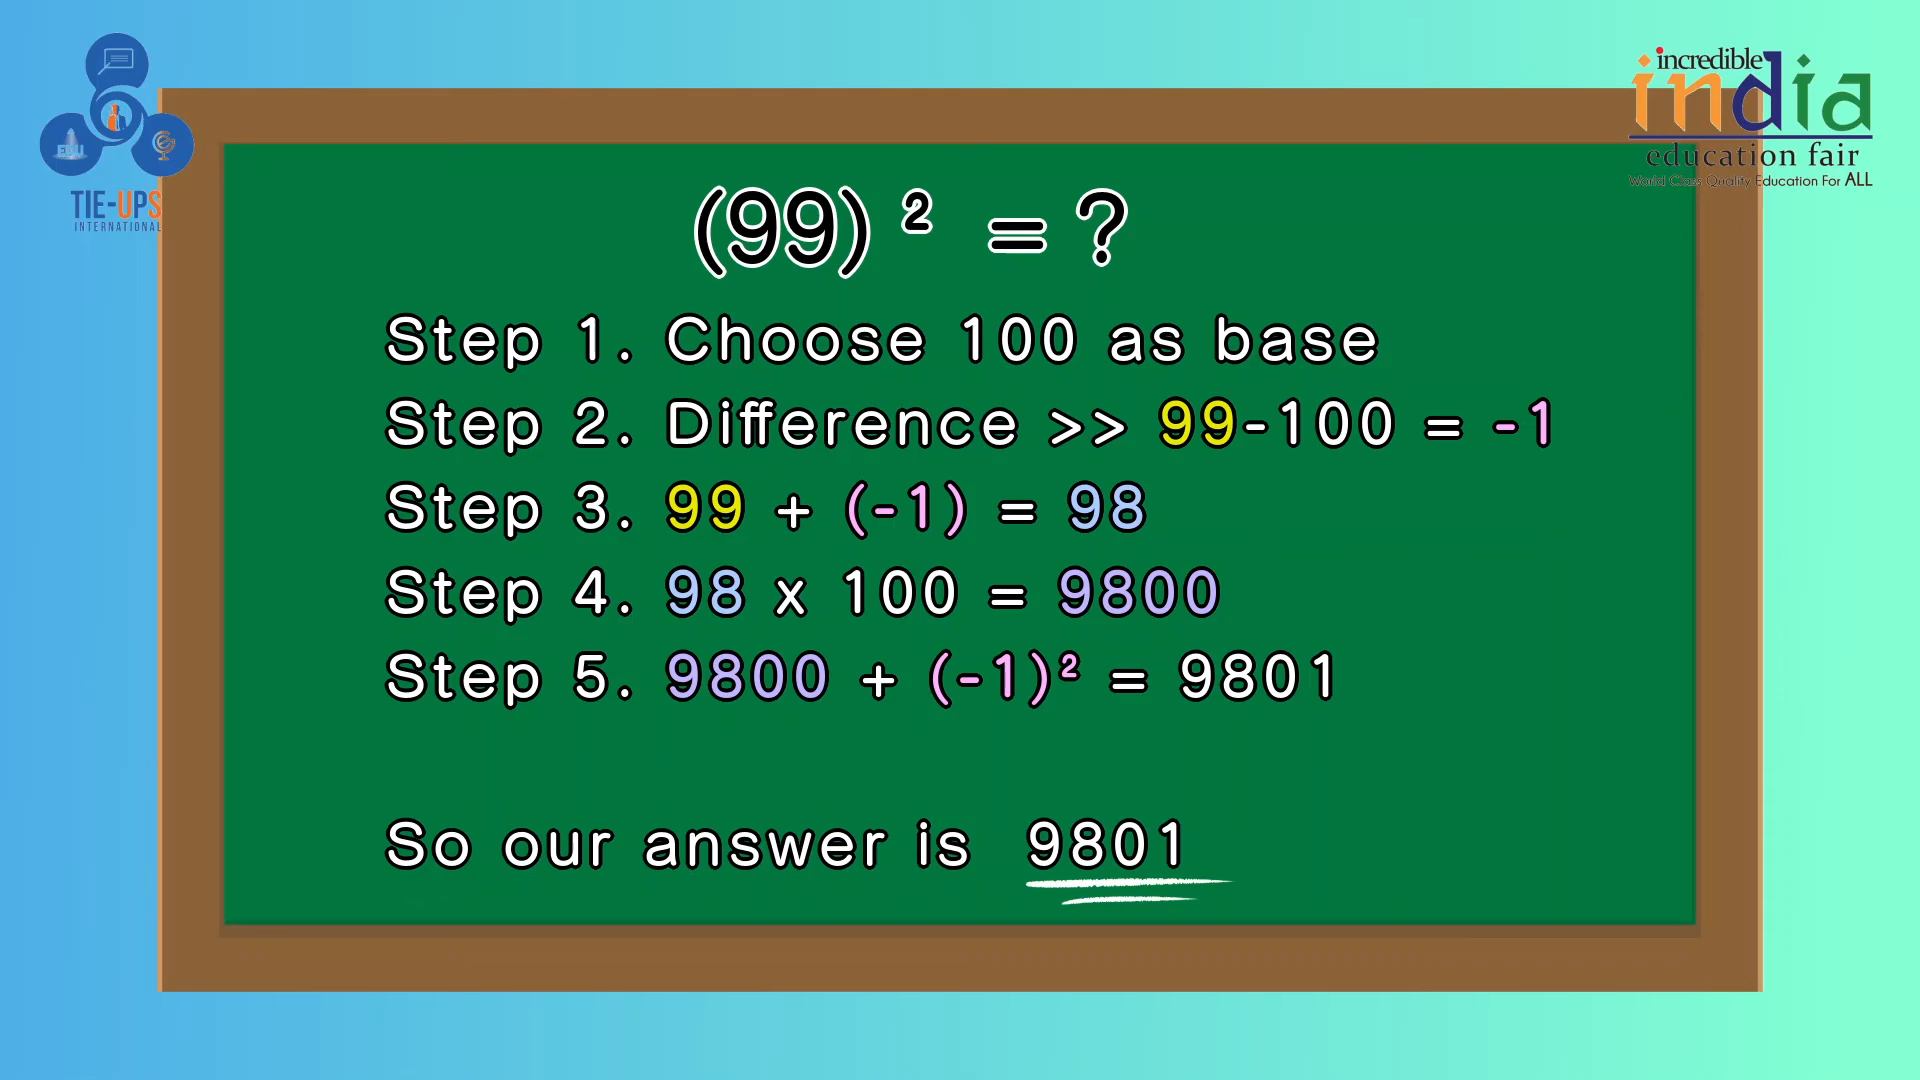 EDU
TIE-UPS
INTERNATIONAL
incredible
india
education fair
World Class Quality Education For ALL
(99)² = ?
Step 1. Choose 100 as base
Step 2. Difference >> 99-100 = -1
Step 3. 99 + (-1) = 98
Step 4. 98 x 100 = 9800
Step 5. 9800 + (-1)² = 9801
So our answer is 9801